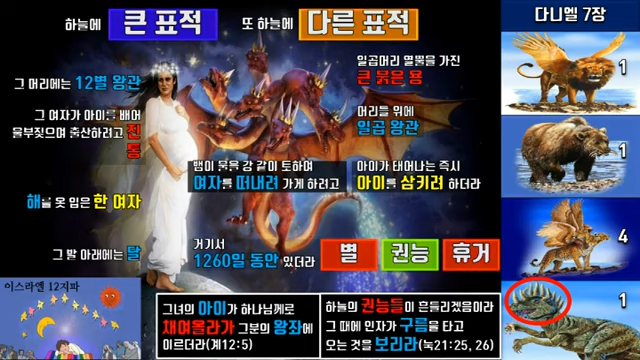 하늘에 큰 표적
또 하늘에 다른 표적
그 머리에는 12별 왕관
그 여자가 아이를 배어
울부짖으며 출산하려고 진
통
해를 옷 입은 한 여자
그 발 아래에는 달
일곱머리 열뿔을 가진
큰 붉은 용
머리들 위에
일곱 왕관
뱀이 물을 강 같이 토하여
여자를 떠내려 가게 하려고
아이가 태어나는 즉시
아이를 삼키려 하더라
거기서
1260일 동안 있더라
별
권능
휴거
이스라엘 12지파
그녀의 아이가 하나님께로
채여올라가 그분의 왕좌에
이르더라(계12:5)
하늘의 권능들이 흔들리겠음이라
그 때에 인자가 구름을 타고
오는 것을 보리라(눅21:25, 26)
다니엘 7장
1
1
4
1